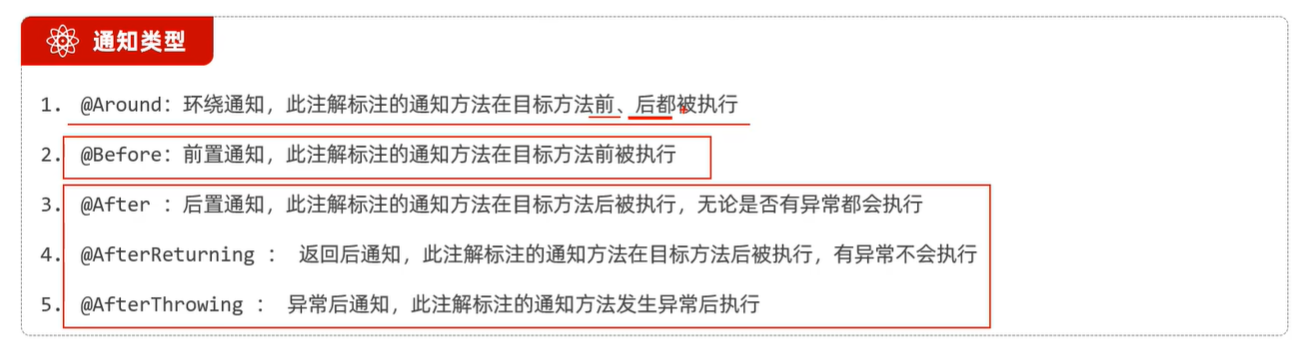 通知类型
1. @Around：环绕通知，此注解标注的通知方法在目标方法前、后都被执行
2. @Before：前置通知，此注解标注的通知方法在目标方法前被执行
3. @After ：后置通知，此注解标注的通知方法在目标方法后被执行，无论是否有异常都会执行
4. @AfterReturning ： 返回后通知，此注解标注的通知方法在目标方法后被执行，有异常不会执行
5. @AfterThrowing ： 异常后通知，此注解标注的通知方法发生异常后执行